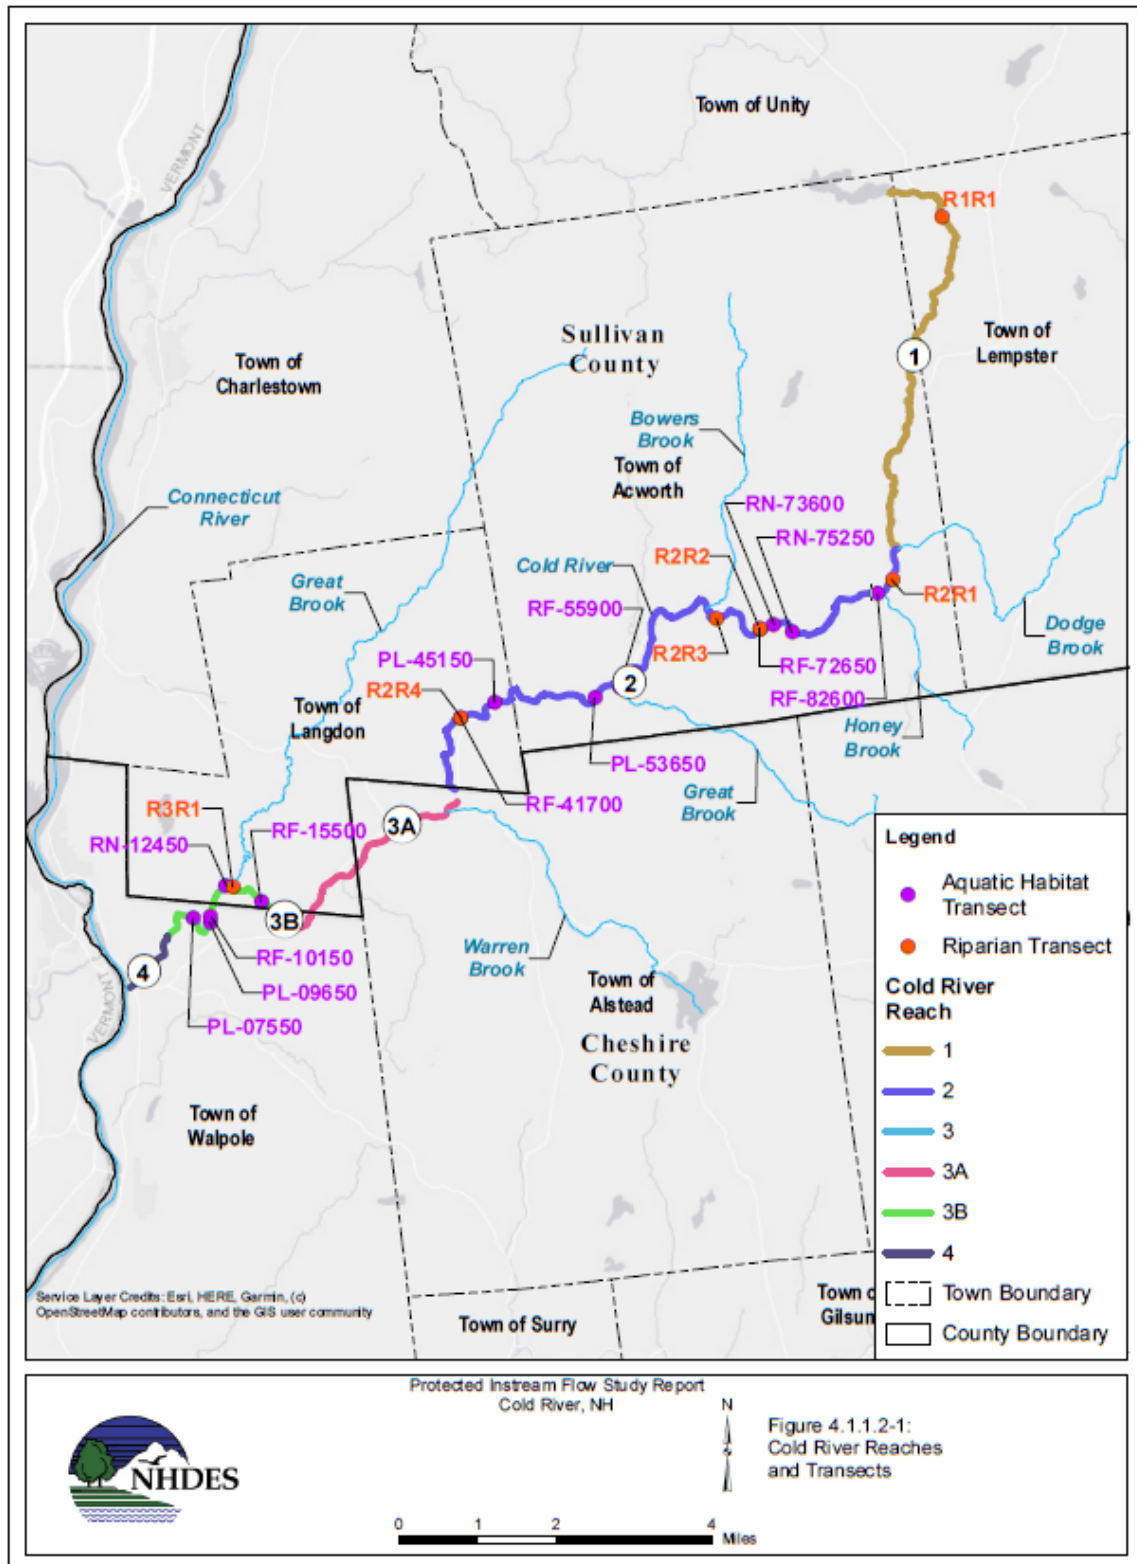 Town of Unity
VERMONT
R1R1
Sullivan
County
Town of
Lempster
1
Town of
Charlestown
Bowers
Brook
Town of
Acworth
Connecticut
River
RN-73600
RN-75250
R2R2
Cold River
Great
Brook
RF-55900
R2R1
Dodge
Brook
R2R3
PL-45150
RF-72650
2
R2R4
RF-82600
Town of
Langdon
Honey
Brook
PL-53650
Great
Brook
RF-41700
R3R1
RF-15500
3A
RN-12450
3B
Warren
Brook
RF-10150
4
PL-09650
Town of
Alstead
VERMONT
PL-07550
Cheshire
County
Town of
Walpole
Legend
Aquatic Habitat
Transect
Riparian Transect
Cold River
Reach
1
2
3
3A
3B
4
Town Boundary
County Boundary
Service Layer Credits: Esri, HERE, Garmin, (c)
OpenStreetMap contributors, and the GIS user community
Town of Surry
Town o
Gilsun
Protected Instream Flow Study Report
Cold River, NH
N
Figure 4.1.1.2-1:
Cold River Reaches
and Transects
NHDES
0 1 2 4
Miles